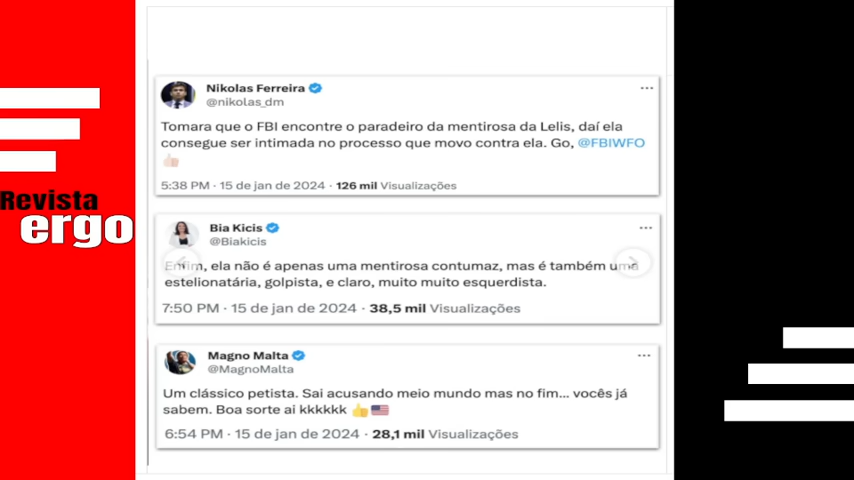 Revista
ergo
Nikolas Ferreira
@nikolas_dm
Tomara que o FBI encontre o paradeiro da mentirosa da Lelis, daí ela
consegue ser intimada no processo que movo contra ela. Go, @FBIWFO
👍🏻
5:38 PM · 15 de jan de 2024 · 126 mil Visualizações
Bia Kicis
@Biakicis
Enfim, ela não é apenas uma mentirosa contumaz, mas é também uma
estelionatária, golpista, e claro, muito muito esquerdista.
7:50 PM · 15 de jan de 2024 · 38,5 mil Visualizações
Magno Malta
@MagnoMalta
Um clássico petista. Sai acusando meio mundo mas no fim... vocês já
sabem. Boa sorte ai kkkkkk 👍🇺🇸
6:54 PM · 15 de jan de 2024 · 28,1 mil Visualizações